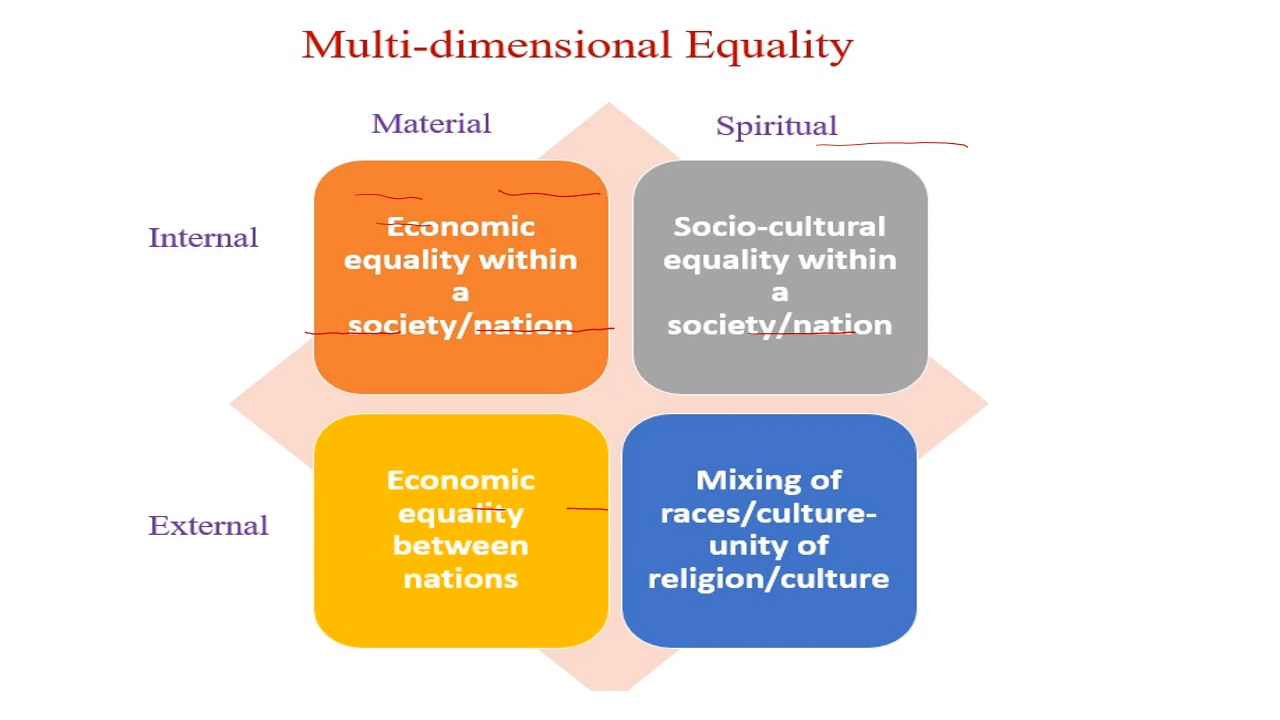 Multi-dimensional Equality
Material
Spiritual
Internal
Economic
equality within
a
society/nation
Socio-cultural
equality within
a
society/nation
External
Economic
equality
between
nations
Mixing of
races/culture-
unity of
religion/culture